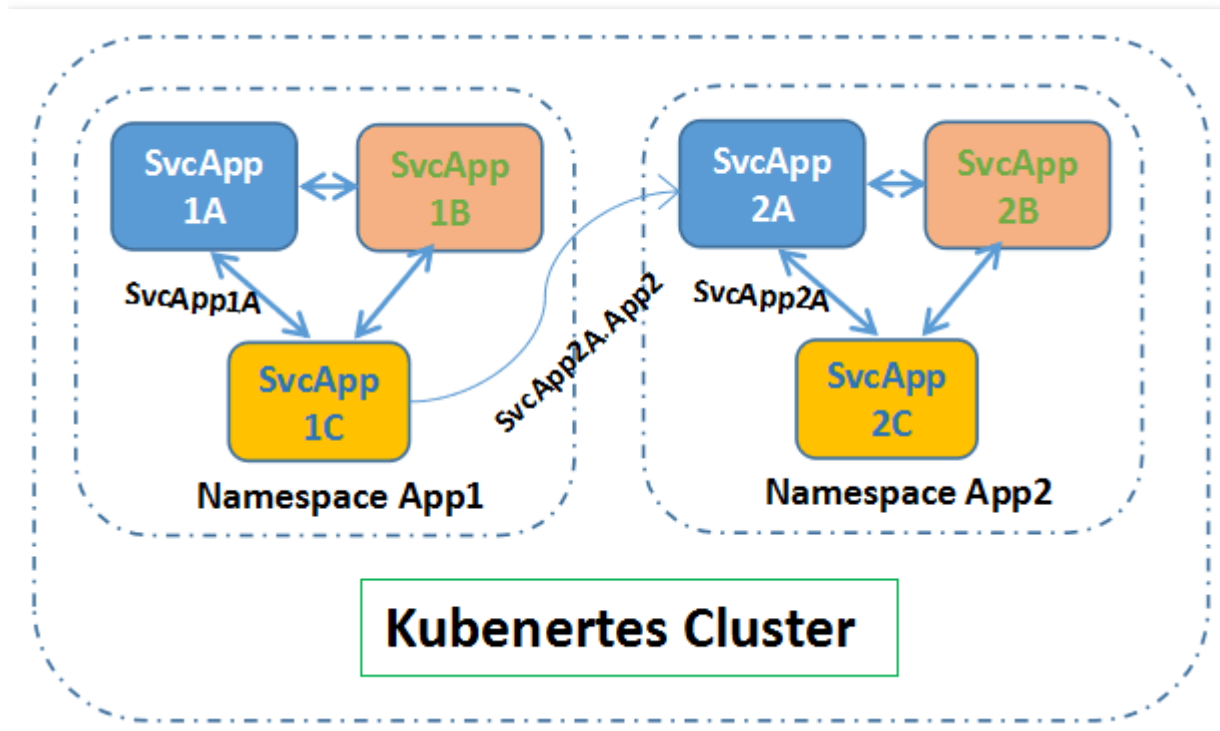 SvcApp
1A
SvcApp
1B
SvcApp1A
SvcApp
1C
Namespace App1
SvcApp2A.App2
SvcApp
2A
SvcApp
2B
SvcApp2A
SvcApp
2C
Namespace App2
Kubenertes Cluster